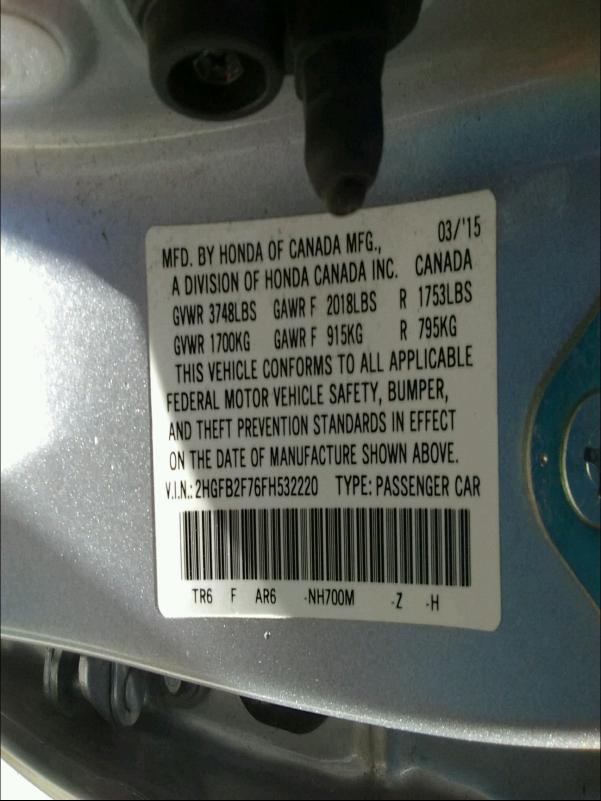 MFD. BY HONDA OF CANADA MFG., 03/'15
A DIVISION OF HONDA CANADA INC. CANADA
GVWR 3748LBS GAWR F 2018LBS R 1753LBS
GVWR 1700KG GAWR F 915KG R 795KG
THIS VEHICLE CONFORMS TO ALL APPLICABLE
FEDERAL MOTOR VEHICLE SAFETY, BUMPER,
AND THEFT PREVENTION STANDARDS IN EFFECT
ON THE DATE OF MANUFACTURE SHOWN ABOVE.
V.I.N.: 2HGFB2F76FH532220 TYPE: PASSENGER CAR
TR6 F AR6 -NH700M -Z -H